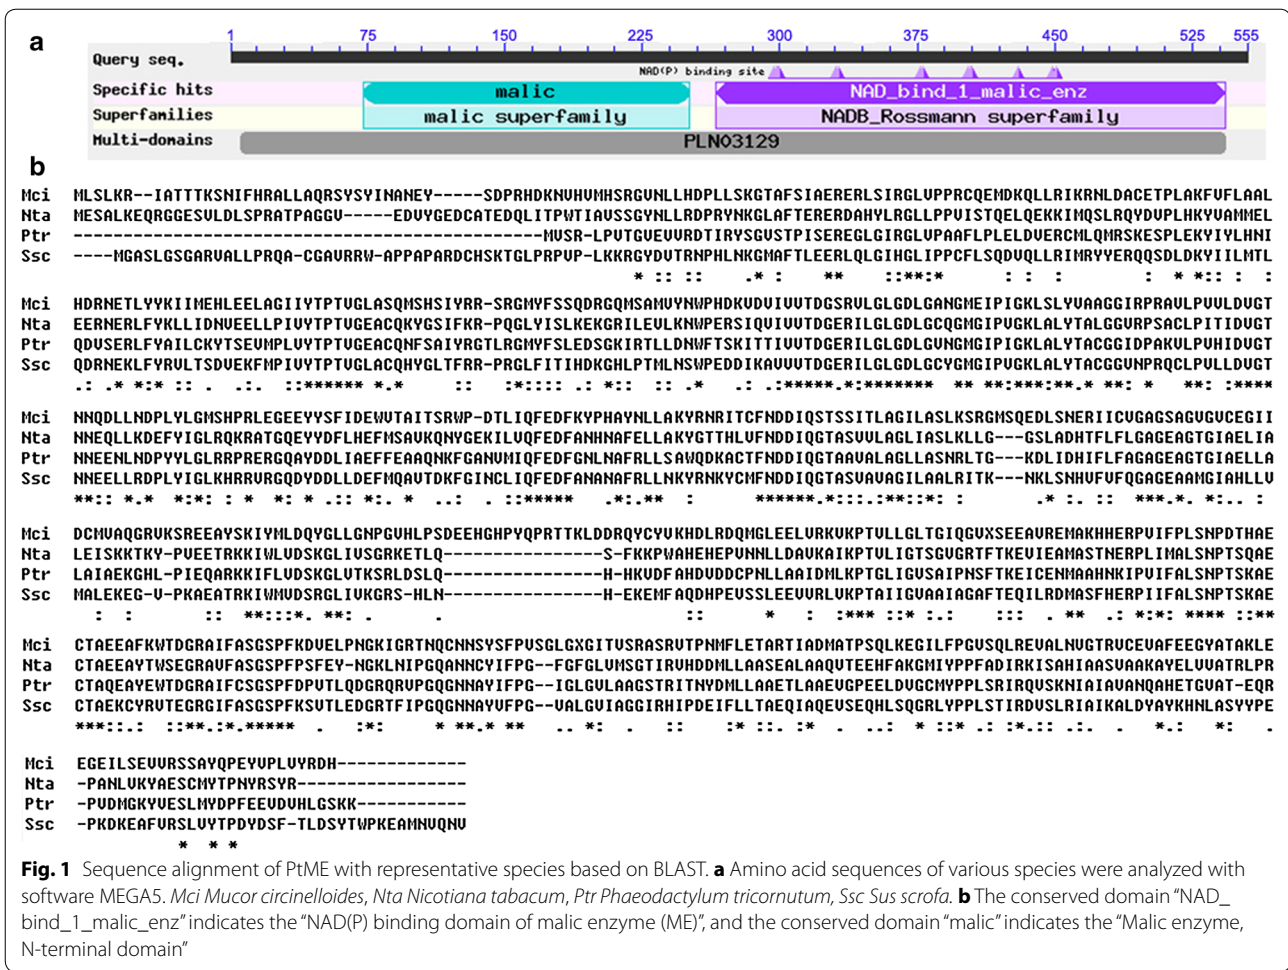 a
1 75 150 225 300 375 450 525 555
Query seq.
NAD(P) binding site
Specific hits malic NAD_bind_1_malic_enz
Superfamilies malic superfamily NADB_Rossmann superfamily
Multi-domains PLN03129
b
Mci MLSLKR--IATTTKSNIFHRALLAQRSYSYINANEY-----SDPRHDKNVHVMHSRGVNLLHDPLLSKGTAFSIAERERLSIRGLVPPRCQEMDKQLLRIKRNLDACETPLAKFVFLAAL
Nta MESALKEQRGGESVLDLSPRATPAGGV-----EDVYGEDCATEDQLITPWTIAVSSGYNLLRDPRYNKGLAFTERERDAHYLRGLLPPVISTQELQEKKIMQSLRQYDVPLHKYVAMMEL
Ptr -----------------------------------------------MVSR-LPVTGVEVVRDTIRYSGVSTPISEREGLGIRGLVPAAFLPLELDVERCMLQMRSKESPLEKYIYLHNI
Ssc ----MGASLGSGARVALLPRQA-CGAVRRW-APPAPARDCHSKTGLPRPVP-LKKRGYDVTRNPHLNKGMAFTLEERLQLGIHGLIPPCFLSQDVQLLRIMRYYERQQSDLDKYIILMTL
Mci HDRNETLYYKIIMEHLEELAGIIYTPTVGLASQMSHSIYRR-SRGMYFSSQDRGQMSAMVYNWPHDKVDVIVVTDGSRVLGLGDLGANGMEIPIGKLSLYVAAGGIRPRAVLPVVLDVGT
Nta EERNERLFYKLLIDNVEELLPIVYTPTVGEACQKYGSIFKR-PQGLYISLKEKGRILEVLKNWPERSIQVIVVTDGERILGLGDLGCQGMGIPVGKLALYTALGGVRPSACLPITIDVGT
Ptr QDVSERLFYAILCKYTSEVMPLVYTPTVGEACQNFSAIYRGTLRGMYFSLEDSGKIRTLLDNWFTSKITTIVVTDGERILGLGDLGVNGMGIPVGKLALYTACGGIDPAKVLPVHIDVGT
Ssc QDRNEKLFYRVLTSDVEKFMPIVYTPTVGLACQHYGLTFRR-PRGLFITIHDKGHLPTMLNSWPEDDIKAVVVTDGERILGLGDLGCYGMGIPVGKLALYTACGGVNPRQCLPVLLDVGT
Mci NNQDLLNDPLYLGMSHPRLEGEEYYSFIDEWVTAITSRWP-DTLIQFEDFKYPHAYNLLAKYRNRITCFNDDIQSTSSITLAGILASLKSRGMSQEDLSNERIICVGAGSAGVGVCEGII
Nta NNEQLLKDEFYIGLRQKRATGQEYYDFLHEFMSAVKQNYGEKILVQFEDFANHNAFELLAKYGTTHLVFNDDIQGTASVVLAGLIASLKLLG---GSLADHTFLFLGAGEAGTGIAELIA
Ptr NNEENLNDPYYLGLRRPRERGQAYDDLIAEFFEAAQNKFGANVMIQFEDFGNLNAFRLLSAWQDKACTFNDDIQGTAAVALAGLLASNRLTG---KDLIDHIFLFAGAGEAGTGIAELLA
Ssc NNEELLRDPLYIGLKHRRVRGQDYDDLLDEFMQAVTDKFGINCLIQFEDFANANAFRLLNKYRNKYCMFNDDIQGTASVAVAGILAALRITK---NKLSNHVFVFQGAGEAAMGIAHLLV
Mci DCMVAQGRVKSREEAYSKIYMLDQYGLLGNPGVHLPSDEEHGHPYQPRTTKLDDRQYCYVKHDLRDQMGLEELVRKVKPTVLLGLTGIQGVXSEEAVREMAKHHERPVIFPLSNPDTHAE
Nta LEISKKTKY-PVEETRKKIWLVDSKGLIVSGRKETLQ----------------S-FKKPWAHEHEPVNNLLDAVKAIKPTVLIGTSGVGRTFTKEVIEAMASTNERPLIMALSNPTSQAE
Ptr LAIAEKGHL-PIEQARKKIFLVDSKGLVTKSRLDSLQ----------------H-HKVDFAHDVDDCPNLLAAIDMLKPTGLIGVSAIPNSFTKEICENMAAHNKIPVIFALSNPTSKAE
Ssc MALEKEG-V-PKAEATRKIWMVDSRGLIVKGRS-HLN----------------H-EKEMFAQDHPEVSSLEEVVRLVKPTAIIGVAAIAGAFTEQILRDMASFHERPIIFALSNPTSKAE
Mci CTAEEAFKWTDGRAIFASGSPFKDVELPNGKIGRTNQCNNSYSFPVSGLGXGITVSRASRVTPNMFLETARTIADMATPSQLKEGILFPGVSQLREVALNVGTRVCEVAFEEGYATAKLE
Nta CTAEEAYTWSEGRAVFASGSPFPSFEY-NGKLNIPGQANNCYIFPG--FGFGLVMSGTIRVHDDMLLAASEALAAQVTEEHFAKGMIYPPFADIRKISAHIAASVAAKAYELVVATRLPR
Ptr CTAQEAYEWTDGRAIFCSGSPFDPVTLQDGRQRVPGQGNNAYIFPG--IGLGVLAAGSTRITNYDMLLAAETLAAEVGPEELDVGCMYPPLSRIRQVSKNIAIAVANQAHETGVAT-EQR
Ssc CTAEKCYRVTEGRGIFASGSPFKSVTLEDGRTFIPGQGNNAYVFPG--VALGVIAGGIRHIPDEIFLLTAEQIAQEVSEQHLSQGRLYPPLSTIRDVSLRIAIKALDYAYKHNLASYYPE
Mci EGEILSEVVRSSAYQPEYVPLVYRDH-------------
Nta -PANLVKYAESCMYTPNYRSYR-----------------
Ptr -PVDMGKYVESLMYDPFEEVDVHLGSKK-----------
Ssc -PKDKEAFVRSLVYTPDYDSF-TLDSYTWPKEAMNVQNV
Fig. 1 Sequence alignment of PtME with representative species based on BLAST. a Amino acid sequences of various species were analyzed with
software MEGA5. Mci Mucor circinelloides, Nta Nicotiana tabacum, Ptr Phaeodactylum tricornutum, Ssc Sus scrofa. b The conserved domain “NAD_
bind_1_malic_enz” indicates the “NAD(P) binding domain of malic enzyme (ME)”, and the conserved domain “malic” indicates the “Malic enzyme,
N-terminal domain”